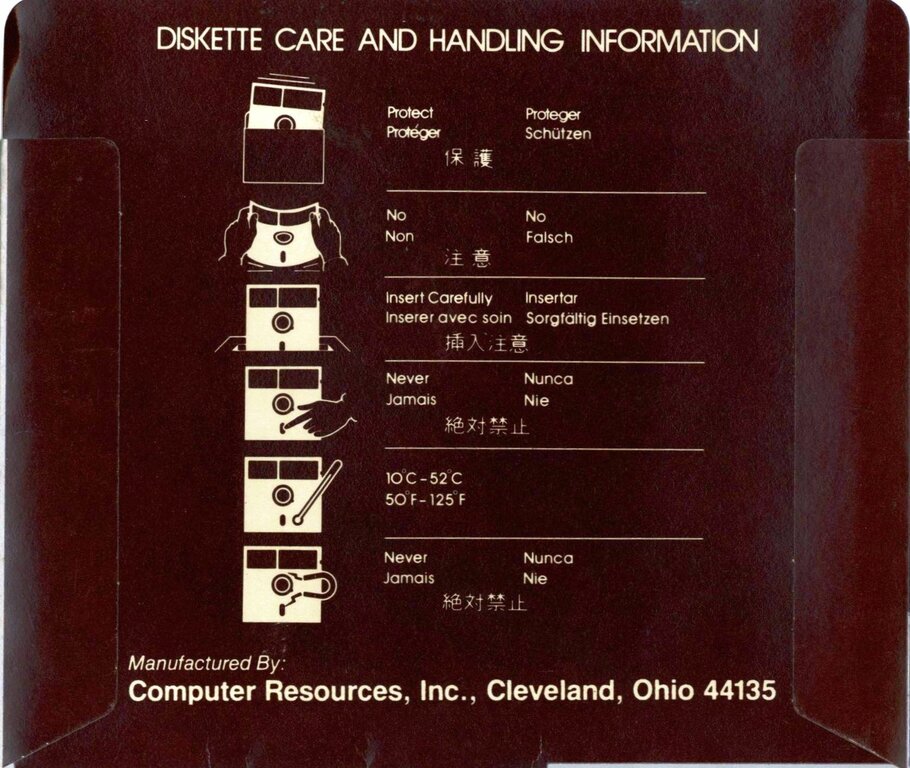 DISKETTE CARE AND HANDLING INFORMATION
Protect Proteger
Protéger Schützen
保護
No No
Non Falsch
注意
Insert Carefully Insertar
Inserer avec soin Sorgfältig Einsetzen
挿入注意
Never Nunca
Jamais Nie
絶対禁止
10°C-52°C
50°F-125°F
Never Nunca
Jamais Nie
絶対禁止
Manufactured By:
Computer Resources, Inc., Cleveland, Ohio 44135